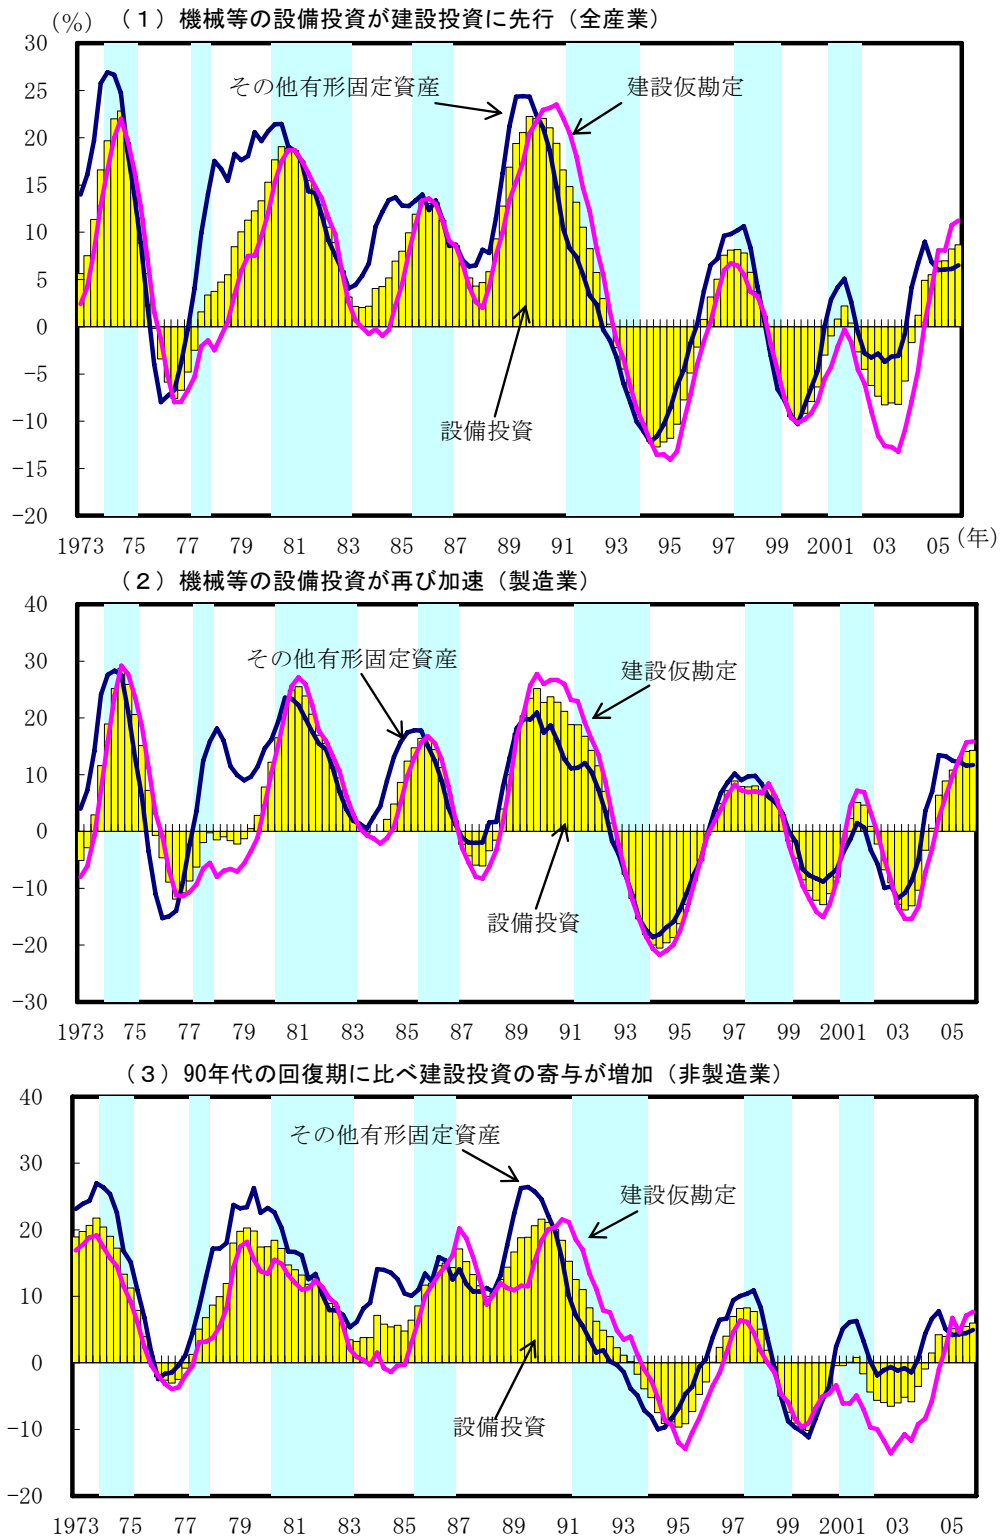 (%)
（１）機械等の設備投資が建設投資に先行（全産業）
30
25
20
15
10
5
0
-5
-10
-15
-20
その他有形固定資産
建設仮勘定
設備投資
1973 75 77 79 81 83 85 87 89 91 93 95 97 99 2001 03 05 (年)
（２）機械等の設備投資が再び加速（製造業）
40
30
20
10
0
-10
-20
-30
その他有形固定資産
建設仮勘定
設備投資
1973 75 77 79 81 83 85 87 89 91 93 95 97 99 2001 03 05
（３）90年代の回復期に比べ建設投資の寄与が増加（非製造業）
40
30
20
10
0
-10
-20
その他有形固定資産
建設仮勘定
設備投資
1973 75 77 79 81 83 85 87 89 91 93 95 97 99 2001 03 05